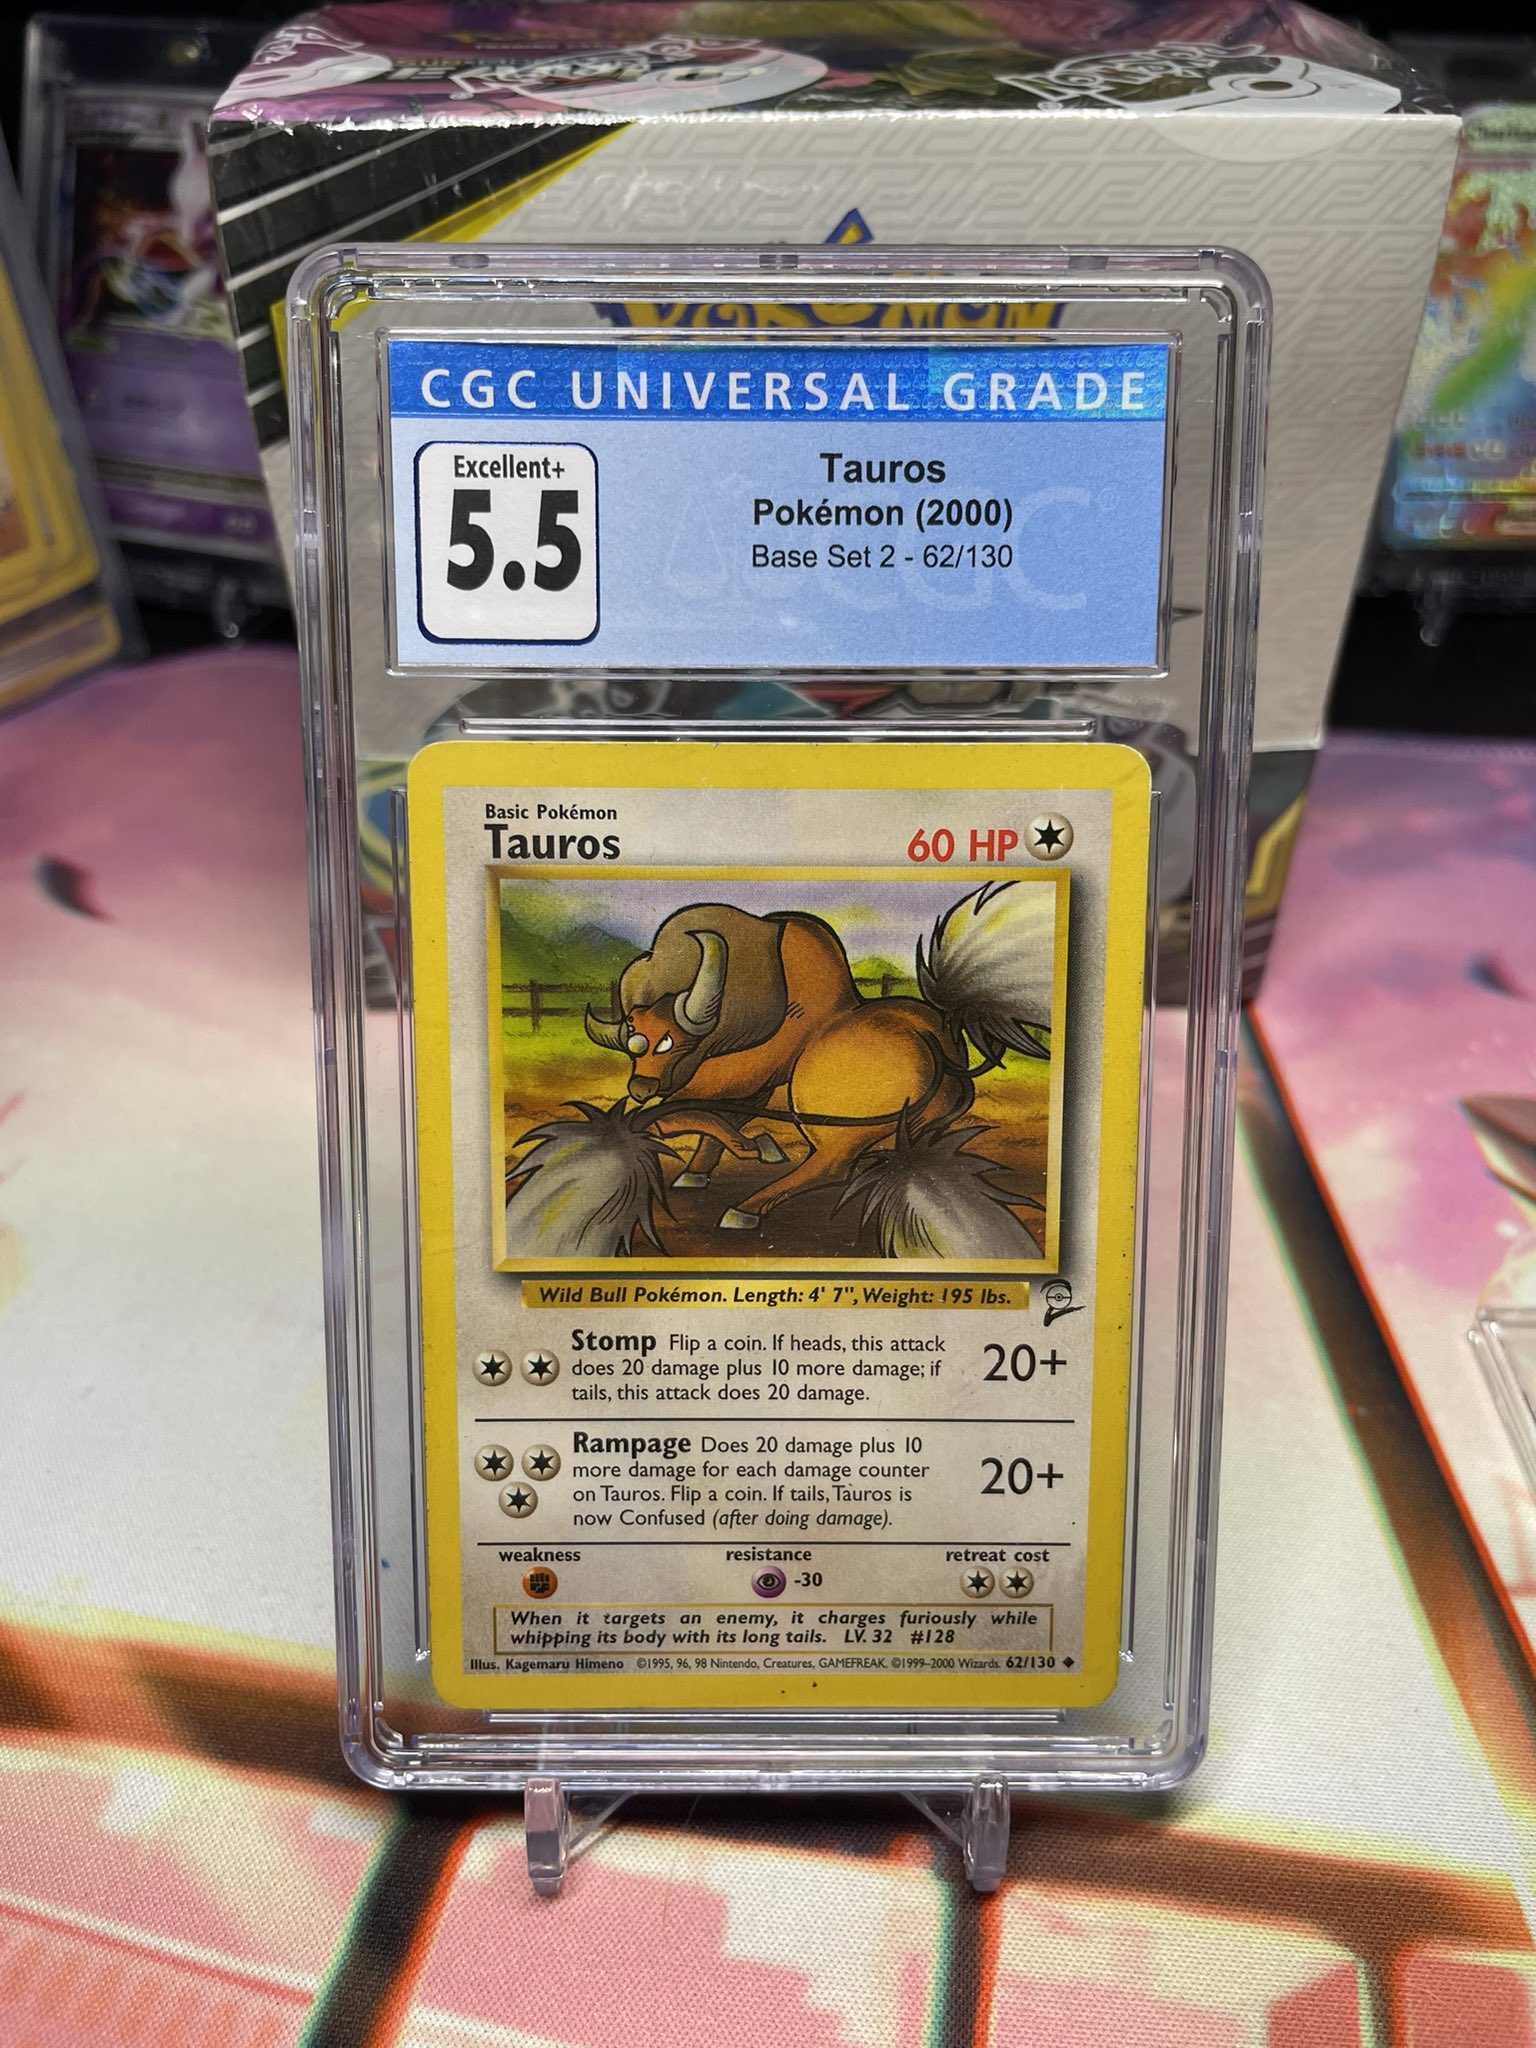 CGC UNIVERSAL GRADE
Excellent+
5.5
Tauros
Pokémon (2000)
Base Set 2 - 62/130
CGC
Basic Pokémon
Tauros
60 HP
Wild Bull Pokémon. Length: 4' 7", Weight: 195 lbs.
Stomp Flip a coin. If heads, this attack
does 20 damage plus 10 more damage; if
tails, this attack does 20 damage.
20+
Rampage Does 20 damage plus 10
more damage for each damage counter
on Tauros. Flip a coin. If tails, Tauros is
now Confused (after doing damage).
20+
weakness
resistance
retreat cost
-30
When it targets an enemy, it charges furiously while
whipping its body with its long tails. LV. 32 #128
Illus. Kagemaru Himeno ©1995, 96, 98 Nintendo, Creatures, GAMEFREAK. ©1999-2000 Wizards. 62/130